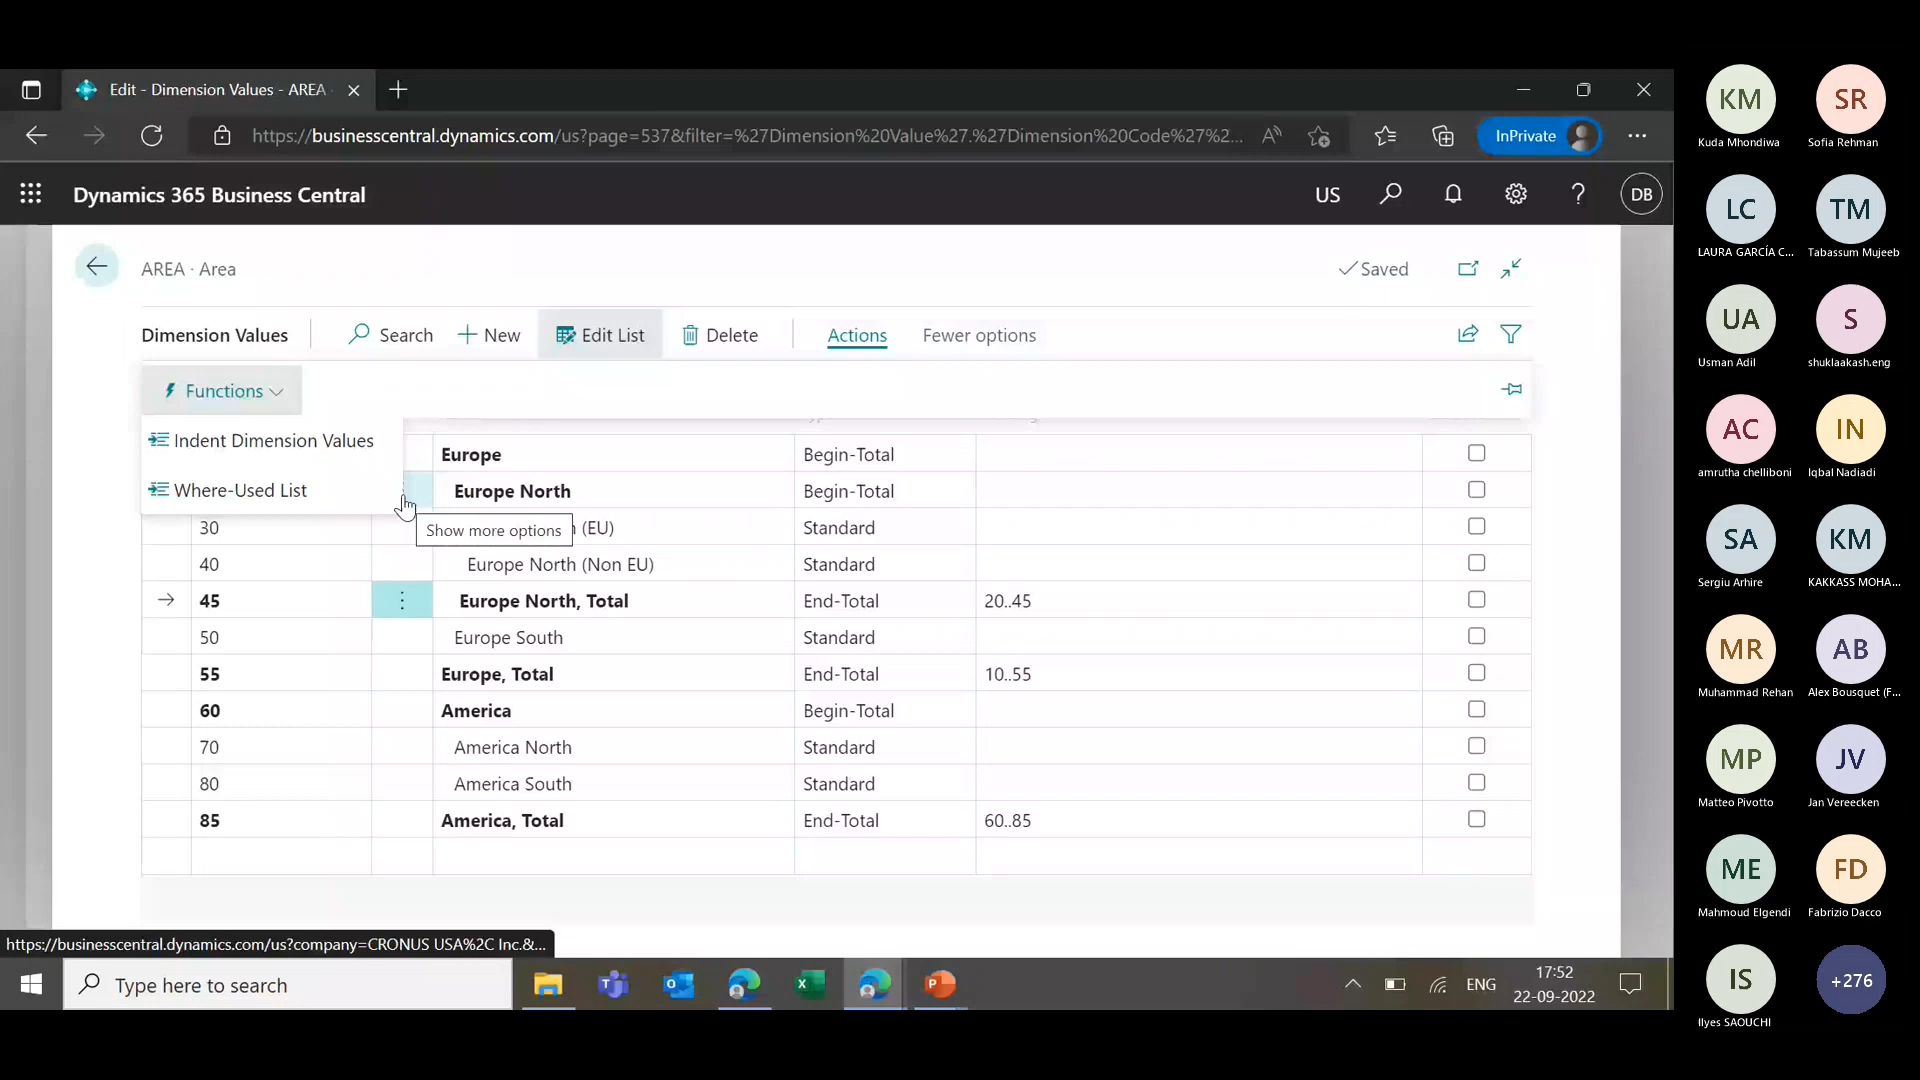 Edit - Dimension Values - AREA
https://businesscentral.dynamics.com/us?page=537&filter=%27Dimension%20Value%27.%27Dimension%20Code%27%2...
InPrivate
Dynamics 365 Business Central
US
DB
AREA · Area
Saved
Dimension Values
Search
New
Edit List
Delete
Actions
Fewer options
Functions
Indent Dimension Values
Where-Used List
Show more options
Europe Begin-Total
Europe North Begin-Total
30 (EU) Standard
40 Europe North (Non EU) Standard
45 Europe North, Total End-Total 20..45
50 Europe South Standard
55 Europe, Total End-Total 10..55
60 America Begin-Total
70 America North Standard
80 America South Standard
85 America, Total End-Total 60..85
https://businesscentral.dynamics.com/us?company=CRONUS USA%2C Inc.&...
Type here to search
ENG
17:52
22-09-2022
KM SR
Kuda Mhondiwa Sofia Rehman
LC TM
LAURA GARCÍA C... Tabassum Mujeeb
UA S
Usman Adil shuklaakash.eng
AC IN
amrutha chelliboni Iqbal Nadiadi
SA KM
Sergiu Arhire KAKKASS MOHA...
MR AB
Muhammad Rehan Alex Bousquet (F...
MP JV
Matteo Pivotto Jan Vereecken
ME FD
Mahmoud Elgendi Fabrizio Dacco
IS +276
Ilyes SAOUCHI